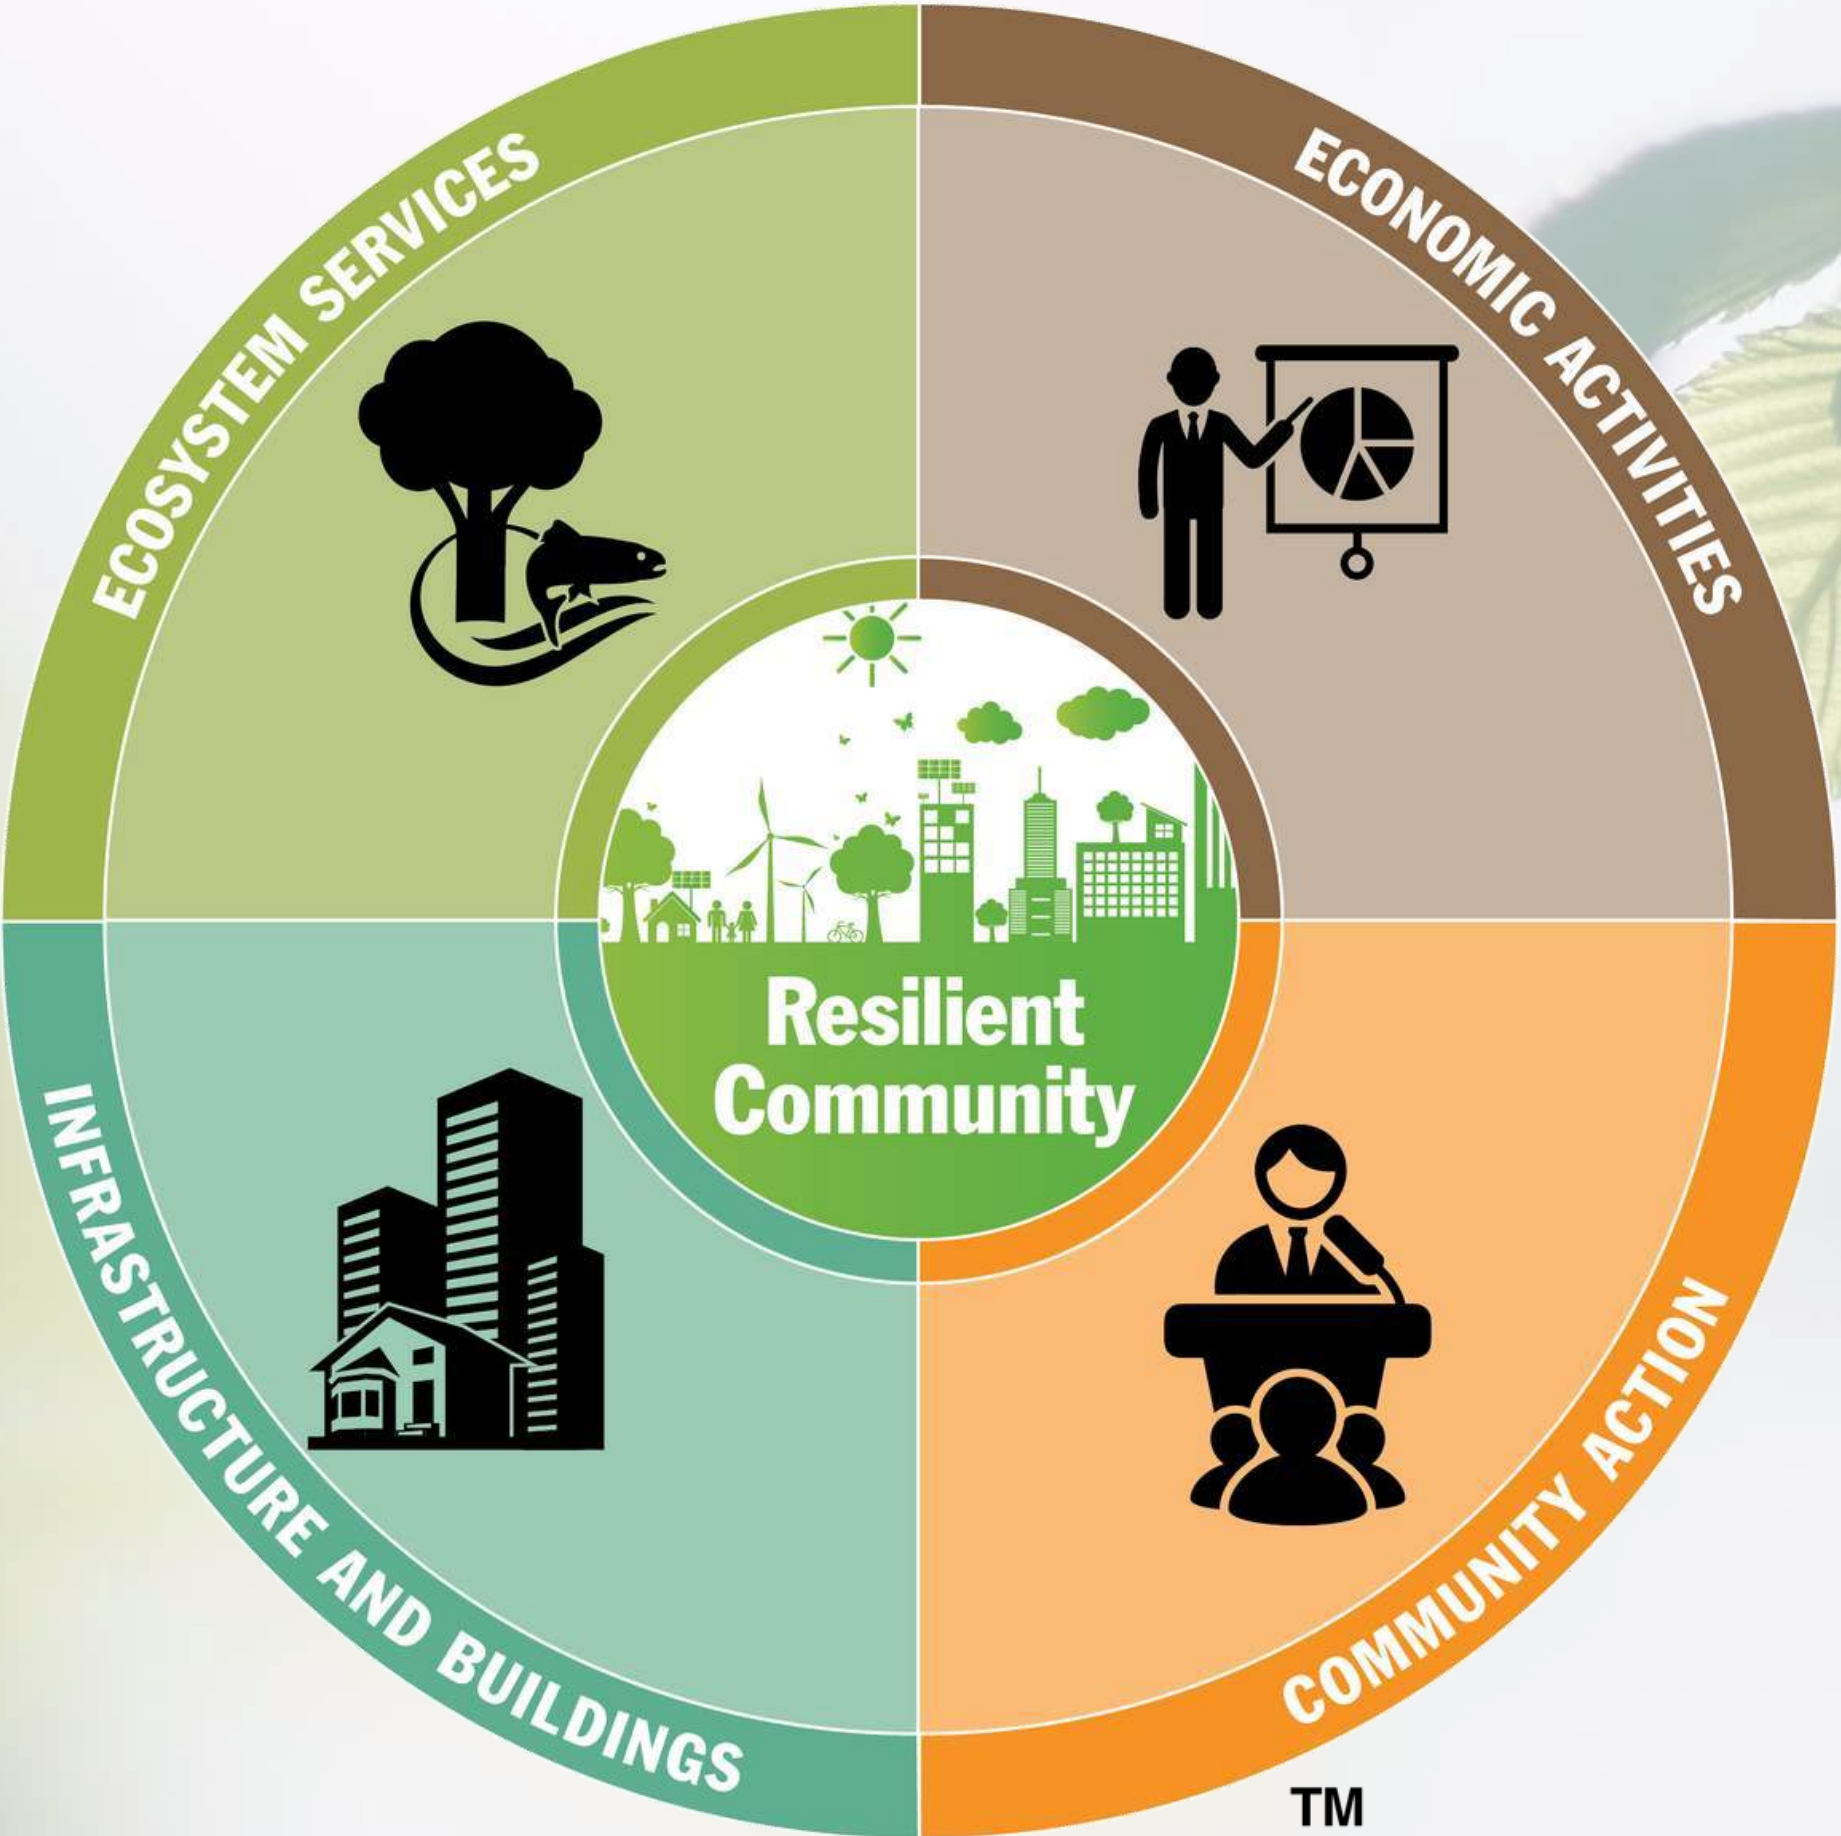 ECOSYSTEM SERVICES
ECONOMIC ACTIVITIES
Resilient
Community
INFRASTRUCTURE AND BUILDINGS
COMMUNITY ACTION
TM